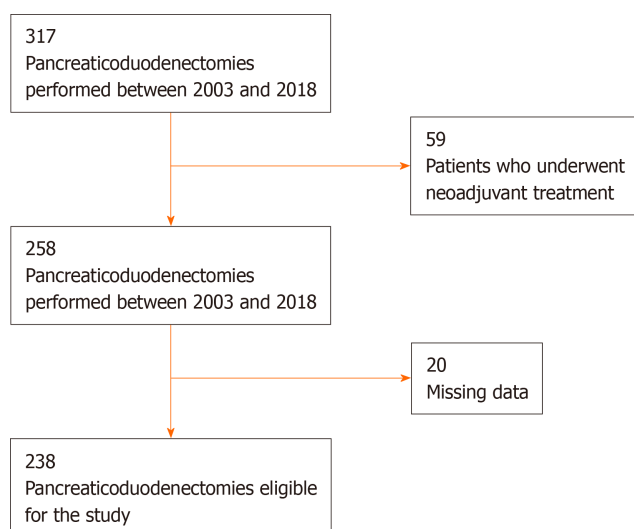 317
Pancreaticoduodenectomies
performed between 2003 and 2018
59
Patients who underwent
neoadjuvant treatment
258
Pancreaticoduodenectomies
performed between 2003 and 2018
20
Missing data
238
Pancreaticoduodenectomies eligible
for the study